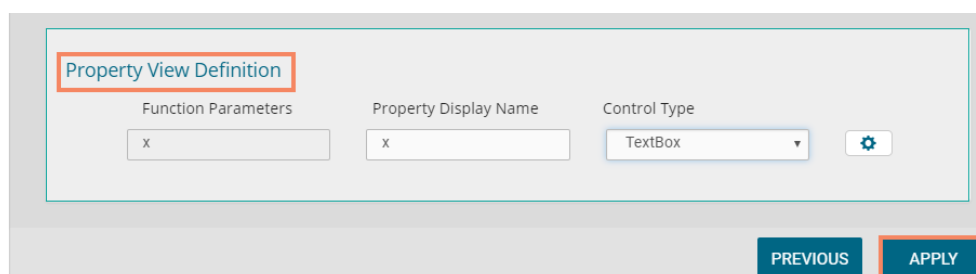 Property View Definition
Function Parameters Property Display Name Control Type
x x TextBox
PREVIOUS APPLY